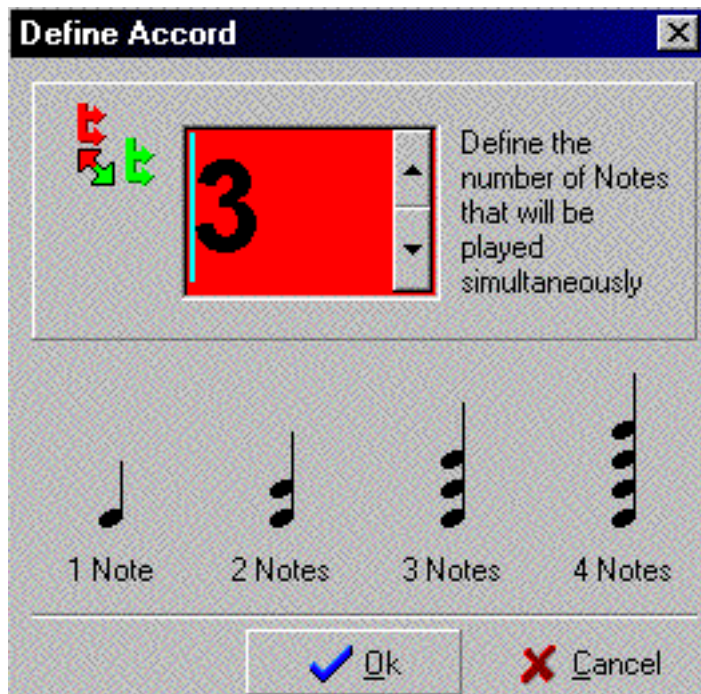 Define Accord
3
Define the
number of Notes
that will be
played
simultaneously
1 Note
2 Notes
3 Notes
4 Notes
Ok
Cancel